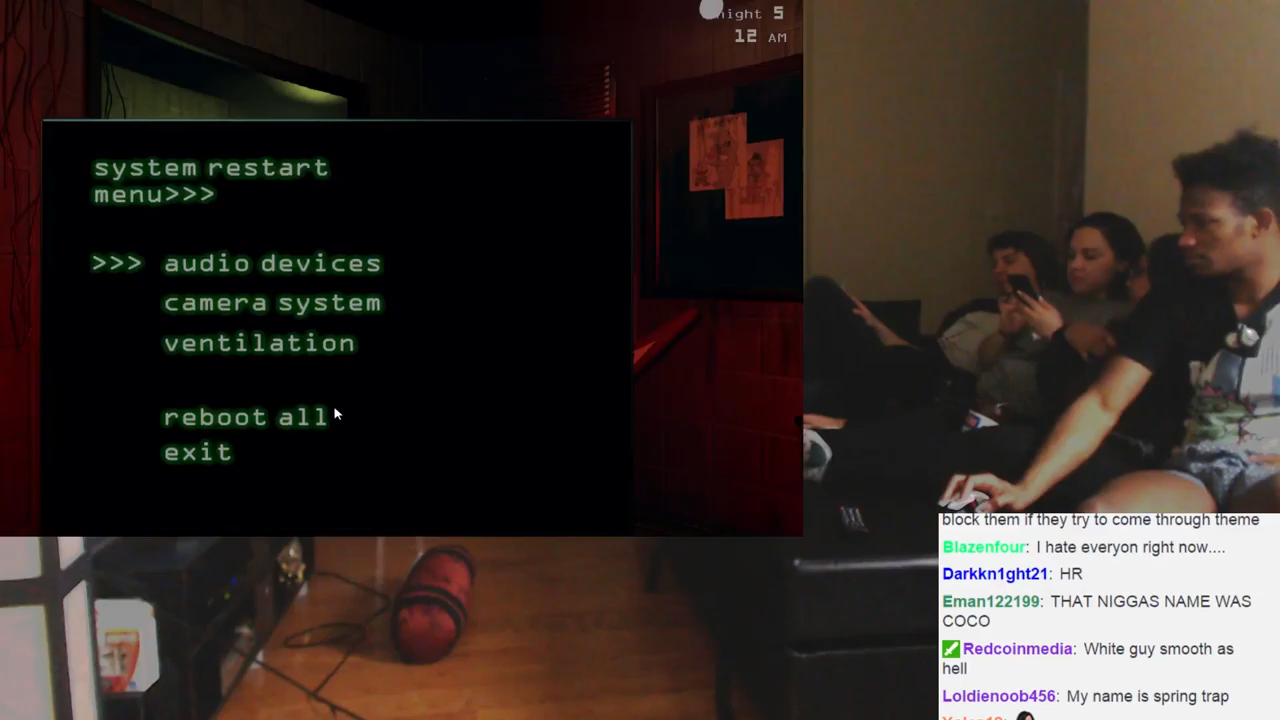 night 5
12 AM
system restart
menu>>>
>>> audio devices
camera system
ventilation
reboot all
exit
block them if they try to come through theme
Blazenfour: I hate everyon right now....
Darkkn1ght21: HR
Eman122199: THAT NIGGAS NAME WAS
COCO
Redcoinmedia: White guy smooth as
hell
Loldienoob456: My name is spring trap